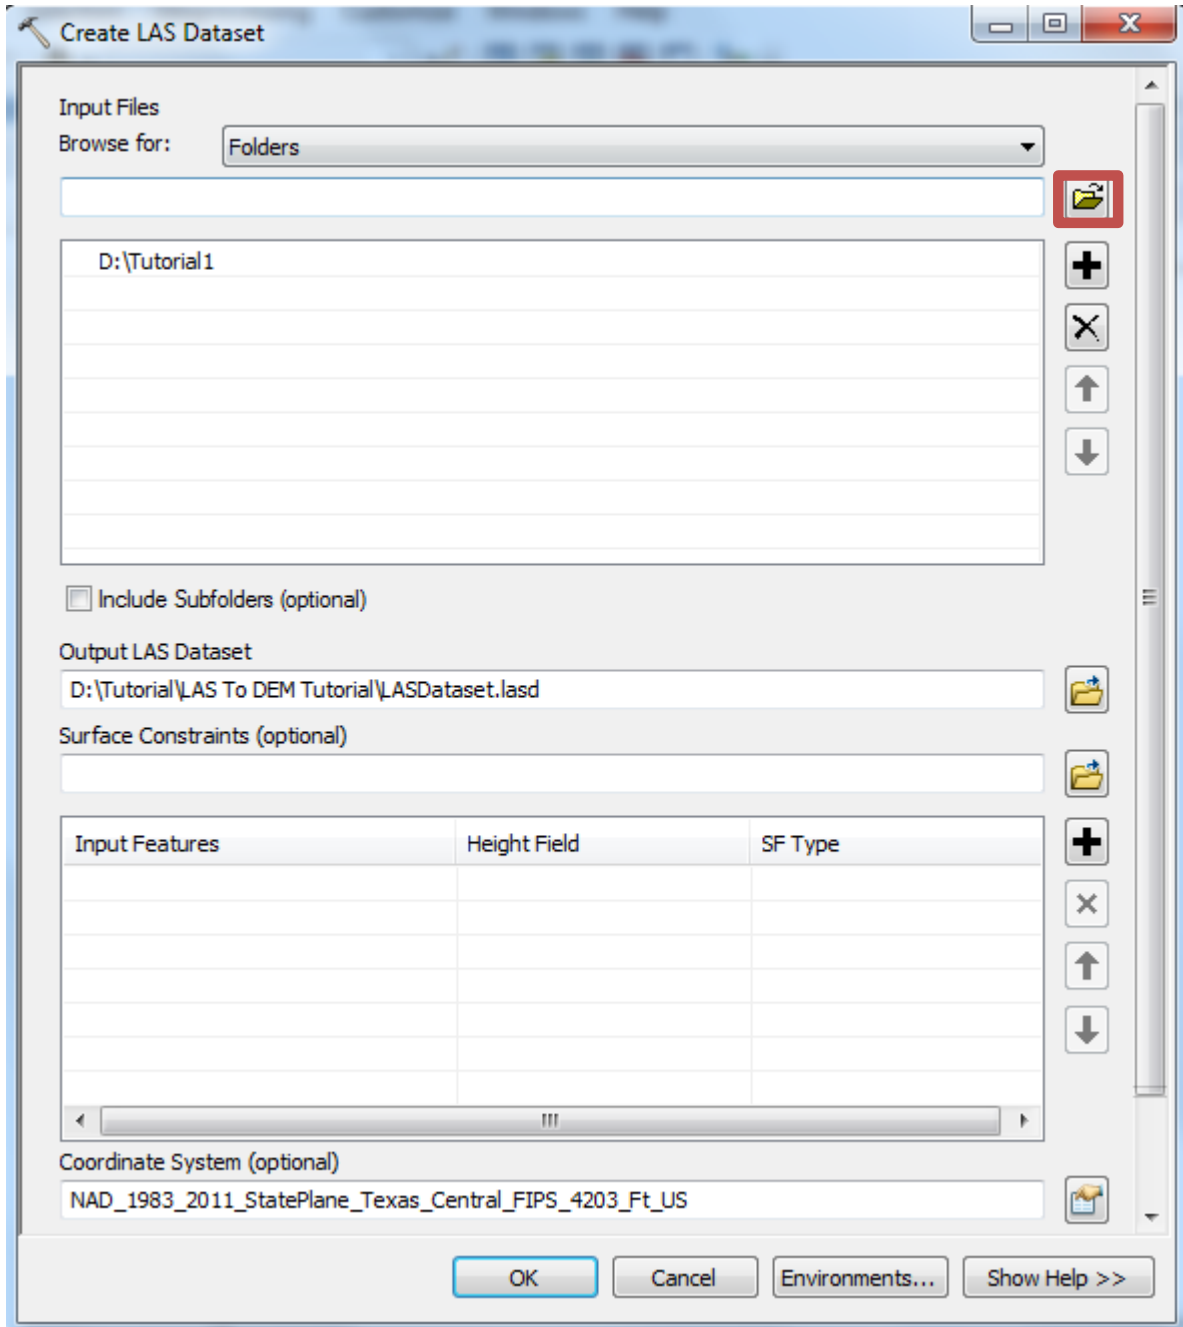 Create LAS Dataset
Input Files
Browse for: Folders
D:\Tutorial1
Include Subfolders (optional)
Output LAS Dataset
D:\Tutorial\LAS To DEM Tutorial\LASDataset.lasd
Surface Constraints (optional)
Input Features Height Field SF Type
Coordinate System (optional)
NAD_1983_2011_StatePlane_Texas_Central_FIPS_4203_Ft_US
OK Cancel Environments... Show Help >>